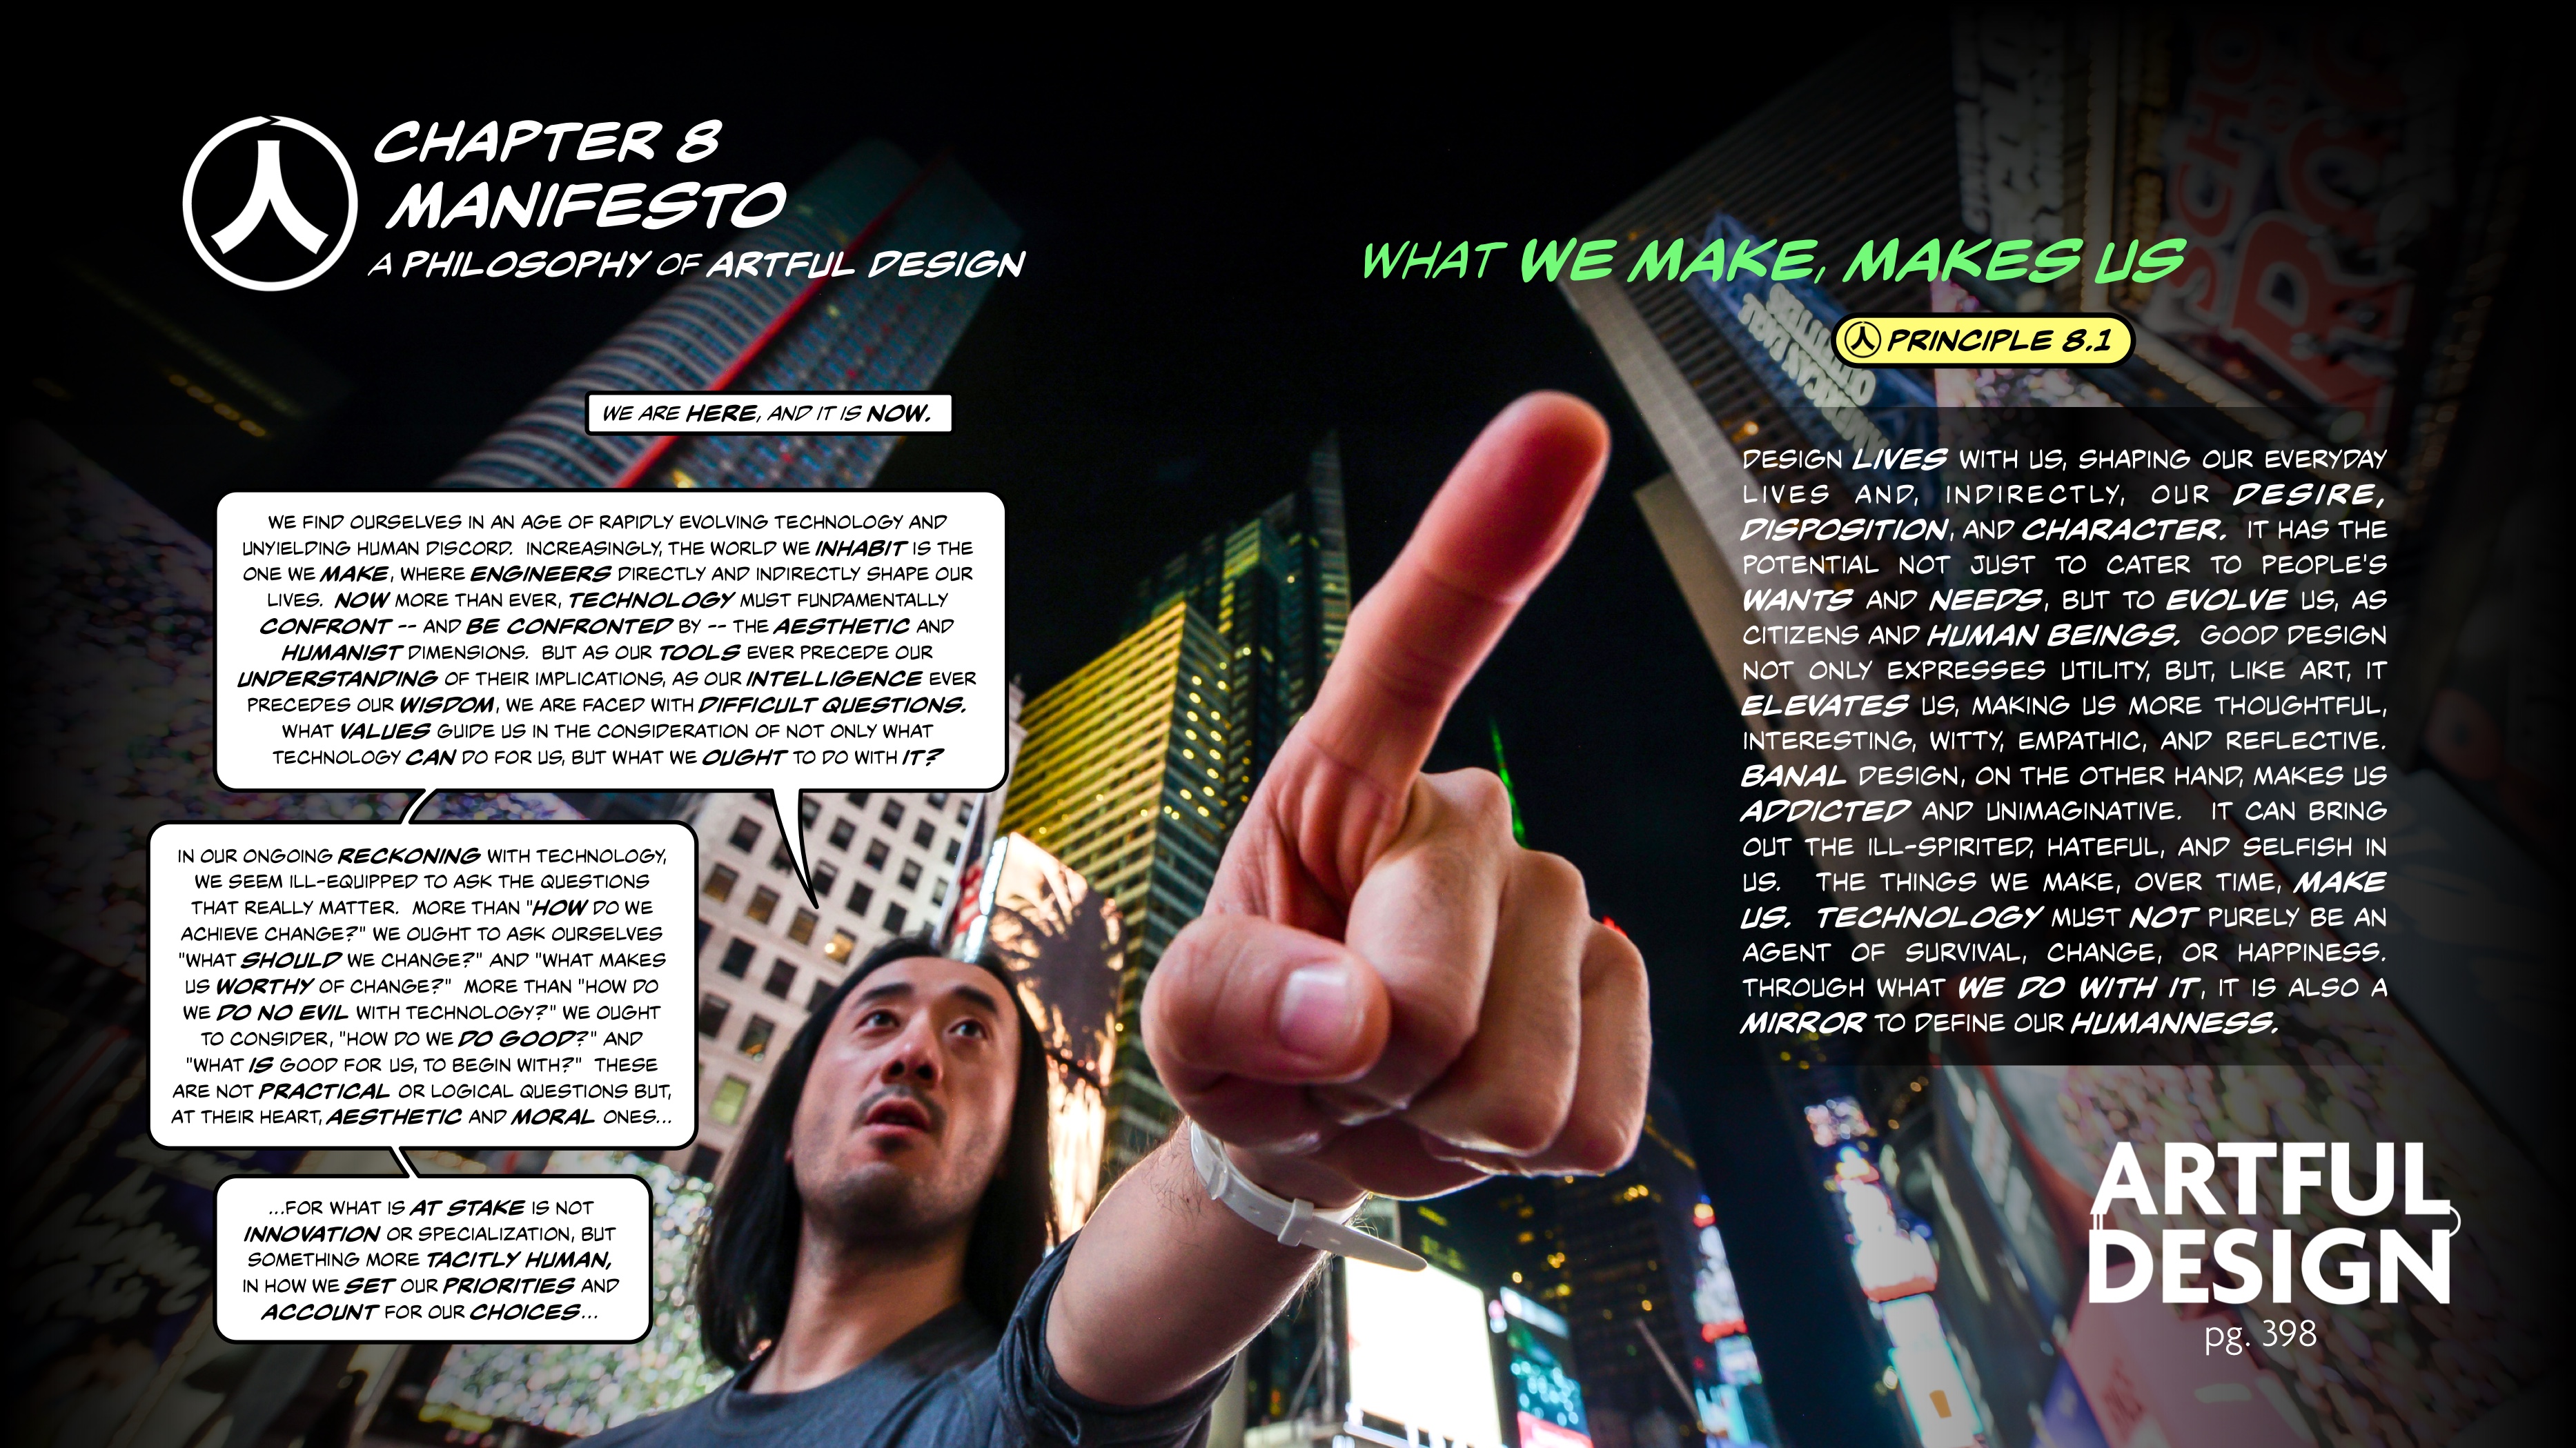 CHAPTER 8
MANIFESTO
A PHILOSOPHY OF ARTFUL DESIGN
WE ARE HERE, AND IT IS NOW.
WE FIND OURSELVES IN AN AGE OF RAPIDLY EVOLVING TECHNOLOGY AND
UNYIELDING HUMAN DISCORD. INCREASINGLY, THE WORLD WE INHABIT IS THE
ONE WE MAKE, WHERE ENGINEERS DIRECTLY AND INDIRECTLY SHAPE OUR
LIVES. NOW MORE THAN EVER, TECHNOLOGY MUST FUNDAMENTALLY
CONFRONT -- AND BE CONFRONTED BY -- THE AESTHETIC AND
HUMANIST DIMENSIONS. BUT AS OUR TOOLS EVER PRECEDE OUR
UNDERSTANDING OF THEIR IMPLICATIONS, AS OUR INTELLIGENCE EVER
PRECEDES OUR WISDOM, WE ARE FACED WITH DIFFICULT QUESTIONS.
WHAT VALUES GUIDE US IN THE CONSIDERATION OF NOT ONLY WHAT
TECHNOLOGY CAN DO FOR US, BUT WHAT WE OUGHT TO DO WITH IT?
IN OUR ONGOING RECKONING WITH TECHNOLOGY,
WE SEEM ILL-EQUIPPED TO ASK THE QUESTIONS
THAT REALLY MATTER. MORE THAN "HOW DO WE
ACHIEVE CHANGE?" WE OUGHT TO ASK OURSELVES
"WHAT SHOULD WE CHANGE?" AND "WHAT MAKES
US WORTHY OF CHANGE?" MORE THAN "HOW DO
WE DO NO EVIL WITH TECHNOLOGY?" WE OUGHT
TO CONSIDER, "HOW DO WE DO GOOD?" AND
"WHAT IS GOOD FOR US, TO BEGIN WITH?" THESE
ARE NOT PRACTICAL OR LOGICAL QUESTIONS BUT,
AT THEIR HEART, AESTHETIC AND MORAL ONES...
...FOR WHAT IS AT STAKE IS NOT
INNOVATION OR SPECIALIZATION, BUT
SOMETHING MORE TACITLY HUMAN,
IN HOW WE SET OUR PRIORITIES AND
ACCOUNT FOR OUR CHOICES...
WHAT WE MAKE, MAKES US
PRINCIPLE 8.1
DESIGN LIVES WITH US, SHAPING OUR EVERYDAY
LIVES AND, INDIRECTLY, OUR DESIRE,
DISPOSITION, AND CHARACTER. IT HAS THE
POTENTIAL NOT JUST TO CATER TO PEOPLE'S
WANTS AND NEEDS, BUT TO EVOLVE US, AS
CITIZENS AND HUMAN BEINGS. GOOD DESIGN
NOT ONLY EXPRESSES UTILITY, BUT, LIKE ART, IT
ELEVATES US, MAKING US MORE THOUGHTFUL,
INTERESTING, WITTY, EMPATHIC, AND REFLECTIVE.
BANAL DESIGN, ON THE OTHER HAND, MAKES US
ADDICTED AND UNIMAGINATIVE. IT CAN BRING
OUT THE ILL-SPIRITED, HATEFUL, AND SELFISH IN
US. THE THINGS WE MAKE, OVER TIME, MAKE
US. TECHNOLOGY MUST NOT PURELY BE AN
AGENT OF SURVIVAL, CHANGE, OR HAPPINESS.
THROUGH WHAT WE DO WITH IT, IT IS ALSO A
MIRROR TO DEFINE OUR HUMANNESS.
ARTFUL
DESIGN
pg. 398